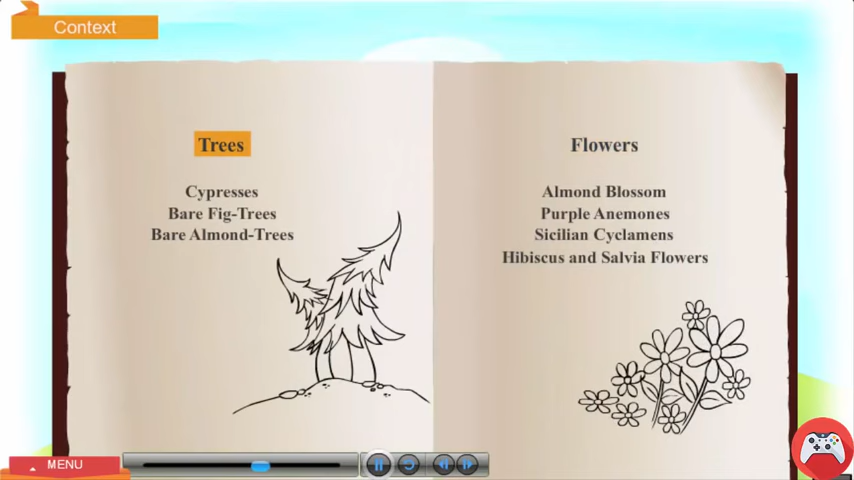 Context
Trees
Cypresses
Bare Fig-Trees
Bare Almond-Trees
Flowers
Almond Blossom
Purple Anemones
Sicilian Cyclamens
Hibiscus and Salvia Flowers
MENU